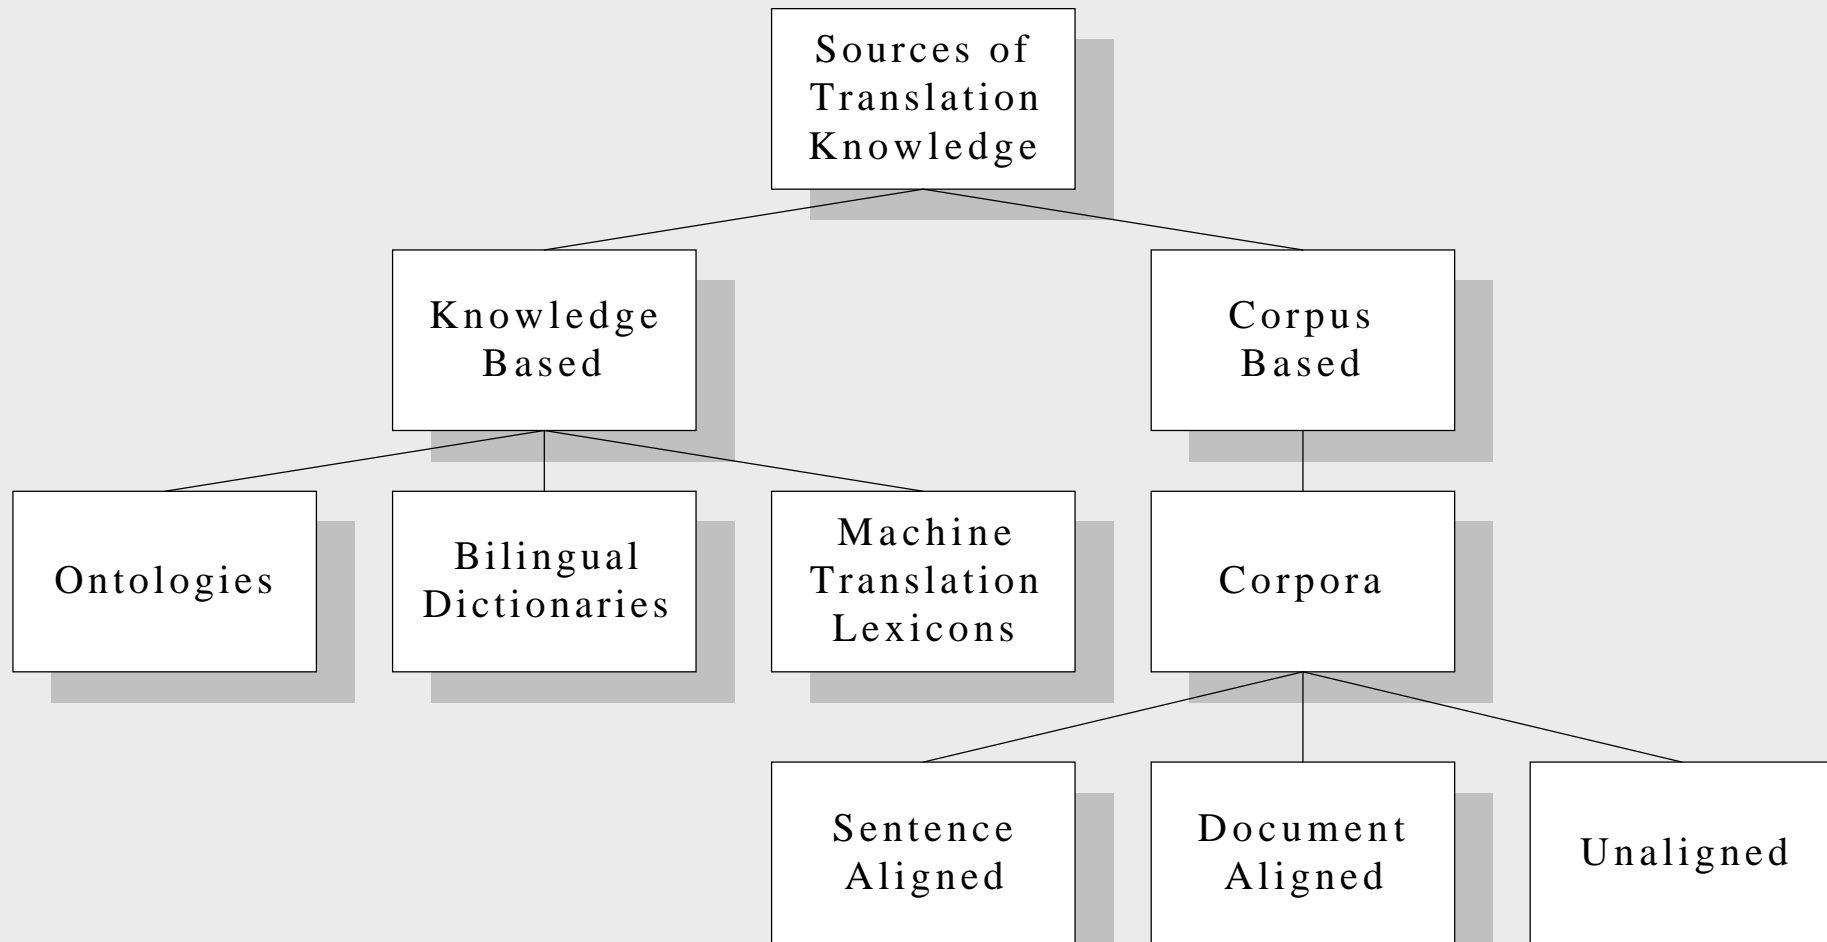 Sources of
Translation
Knowledge
Knowledge
Based
Corpus
Based
Ontologies
Bilingual
Dictionaries
Machine
Translation
Lexicons
Corpora
Sentence
Aligned
Document
Aligned
Unaligned